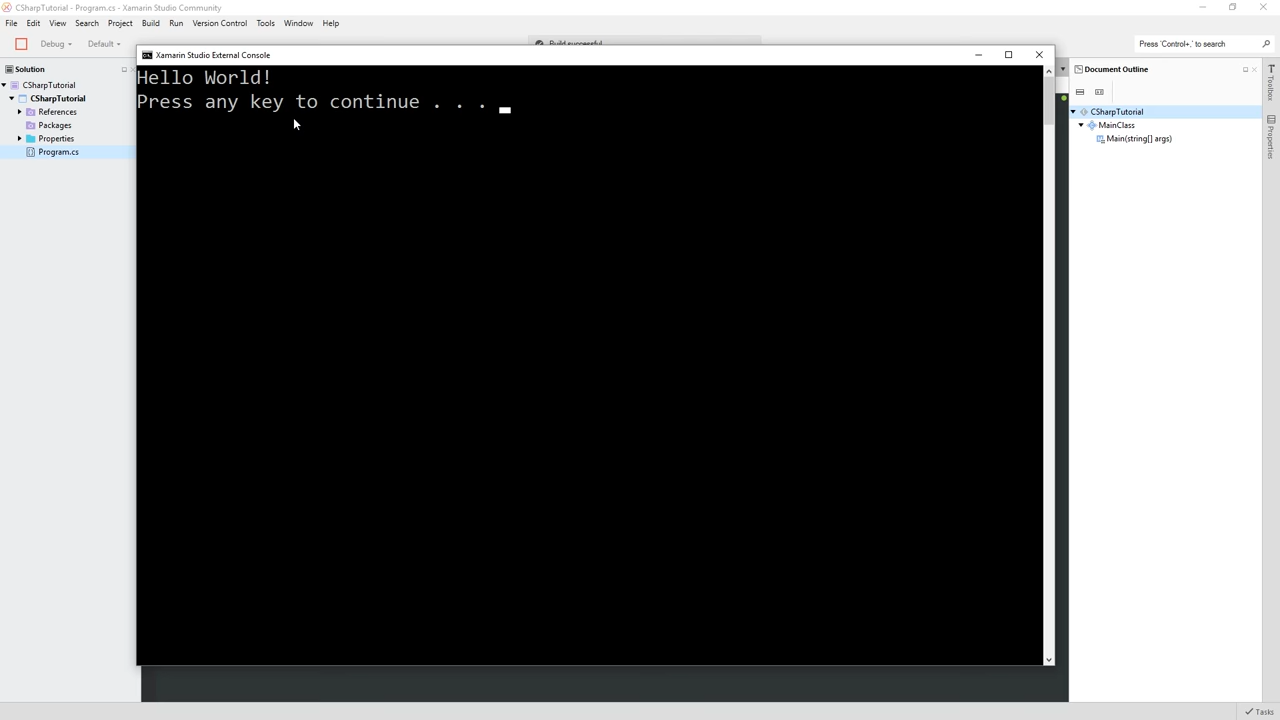 CSharpTutorial - Program.cs - Xamarin Studio Community
File Edit View Search Project Build Run Version Control Tools Window Help
Debug Default Build successful Press 'Control+,' to search
Xamarin Studio External Console
Solution
CSharpTutorial
CSharpTutorial
References
Packages
Properties
Program.cs
Hello World!
Press any key to continue . . .
Document Outline
CSharpTutorial
MainClass
Main(string[] args)
Toolbox
Properties
Tasks